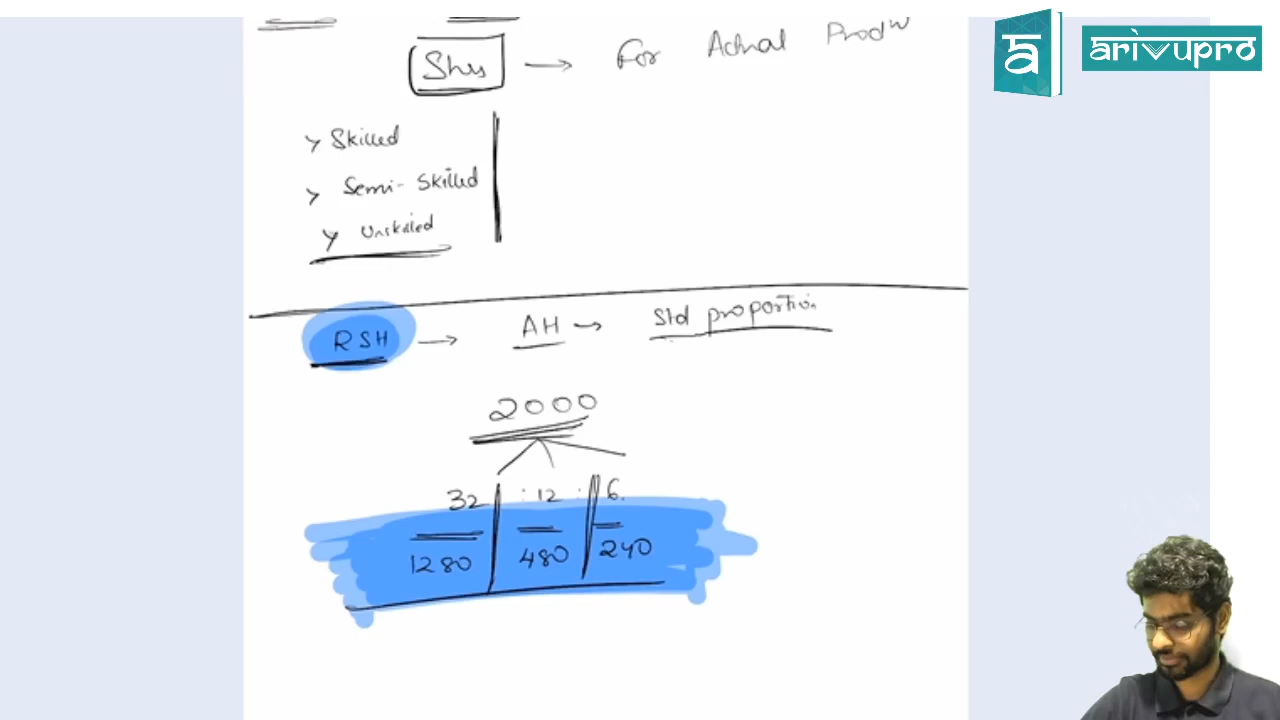 arivupro
Shrs → For Actual Prodn
Skilled
Semi-Skilled
Unskilled
RSH → AH → Std proportion
2000
32 : 12 : 6
1280 480 240